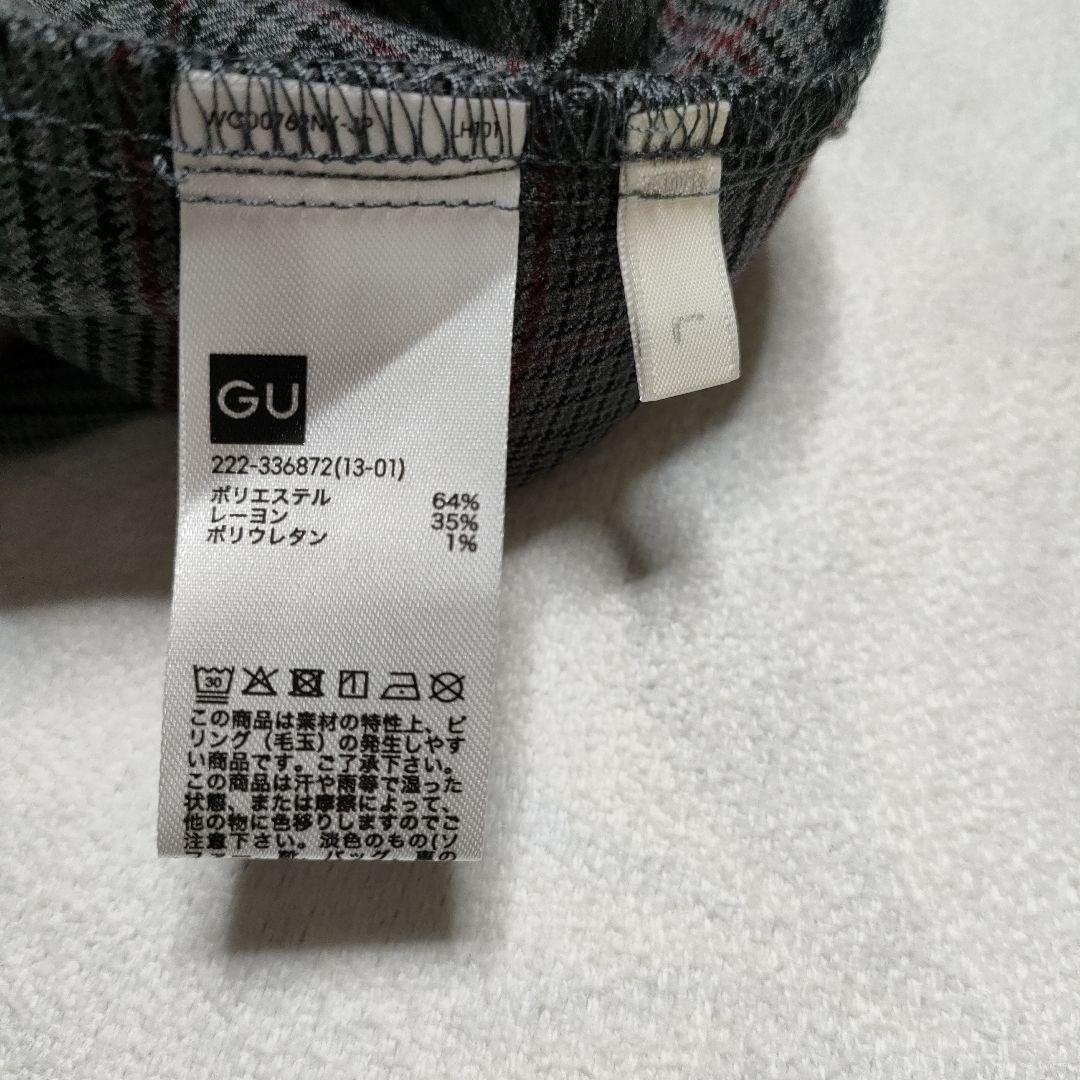 LH101
L
GU
222-336872(13-01)
ポリエステル 64%
レーヨン 35%
ポリウレタン 1%
30
この商品は素材の特性上、ピ
リング(毛玉)の発生しやす
い商品です。ご了承下さい。
この商品は汗や雨等で湿った
状態、または摩擦によって、
他の物に色移りしますのでご
注意下さい。淡色のもの(ソ